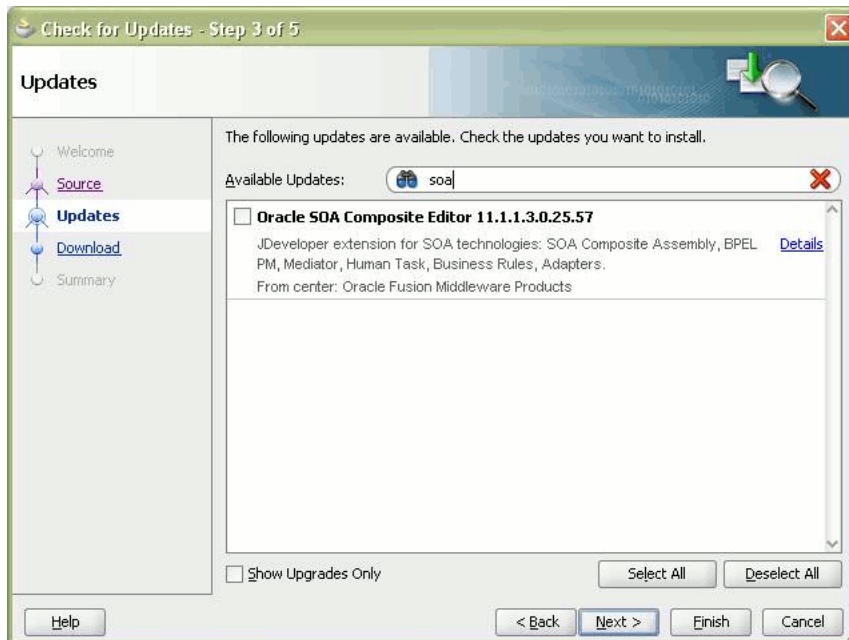 Check for Updates - Step 3 of 5
Updates
Welcome
Source
Updates
Download
Summary
The following updates are available. Check the updates you want to install.
Available Updates: soa
Oracle SOA Composite Editor 11.1.1.3.0.25.57
JDeveloper extension for SOA technologies: SOA Composite Assembly, BPEL Details
PM, Mediator, Human Task, Business Rules, Adapters.
From center: Oracle Fusion Middleware Products
Show Upgrades Only Select All Deselect All
Help < Back Next > Finish Cancel